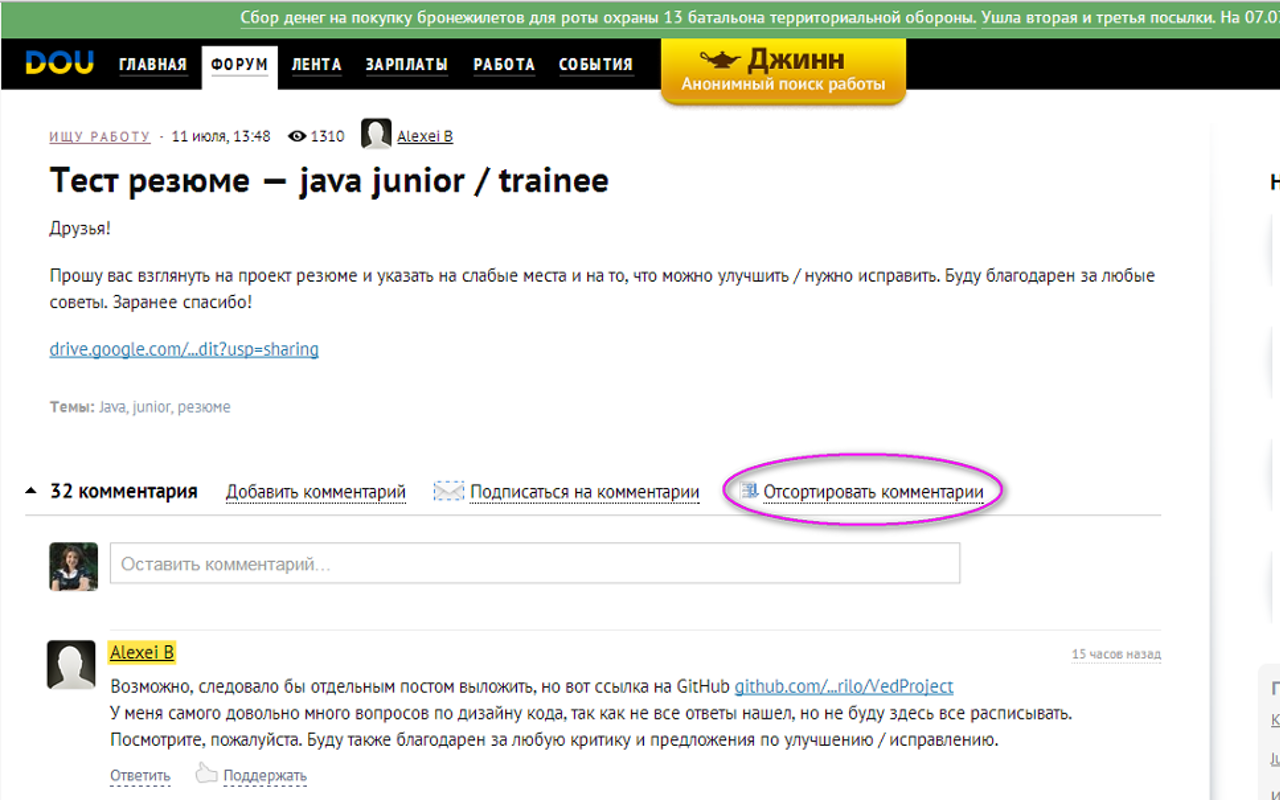 Сбор денег на покупку бронежилетов для роты охраны 13 батальона территориальной обороны. Ушла вторая и третья посылки. На 07.0
DOU ГЛАВНАЯ ФОРУМ ЛЕНТА ЗАРПЛАТЫ РАБОТА СОБЫТИЯ
Джинн
Анонимный поиск работы
ИЩУ РАБОТУ · 11 июля, 13:48 1310 Alexei B
Тест резюме — java junior / trainee
Друзья!
Прошу вас взглянуть на проект резюме и указать на слабые места и на то, что можно улучшить / нужно исправить. Буду благодарен за любые
советы. Заранее спасибо!
drive.google.com/...dit?usp=sharing
Темы: Java, junior, резюме
32 комментария Добавить комментарий Подписаться на комментарии Отсортировать комментарии
Оставить комментарий...
Alexei B 15 часов назад
Возможно, следовало бы отдельным постом выложить, но вот ссылка на GitHub github.com/...rilo/VedProject
У меня самого довольно много вопросов по дизайну кода, так как не все ответы нашел, но не буду здесь все расписывать.
Посмотрите, пожалуйста. Буду также благодарен за любую критику и предложения по улучшению / исправлению.
Ответить Поддержать